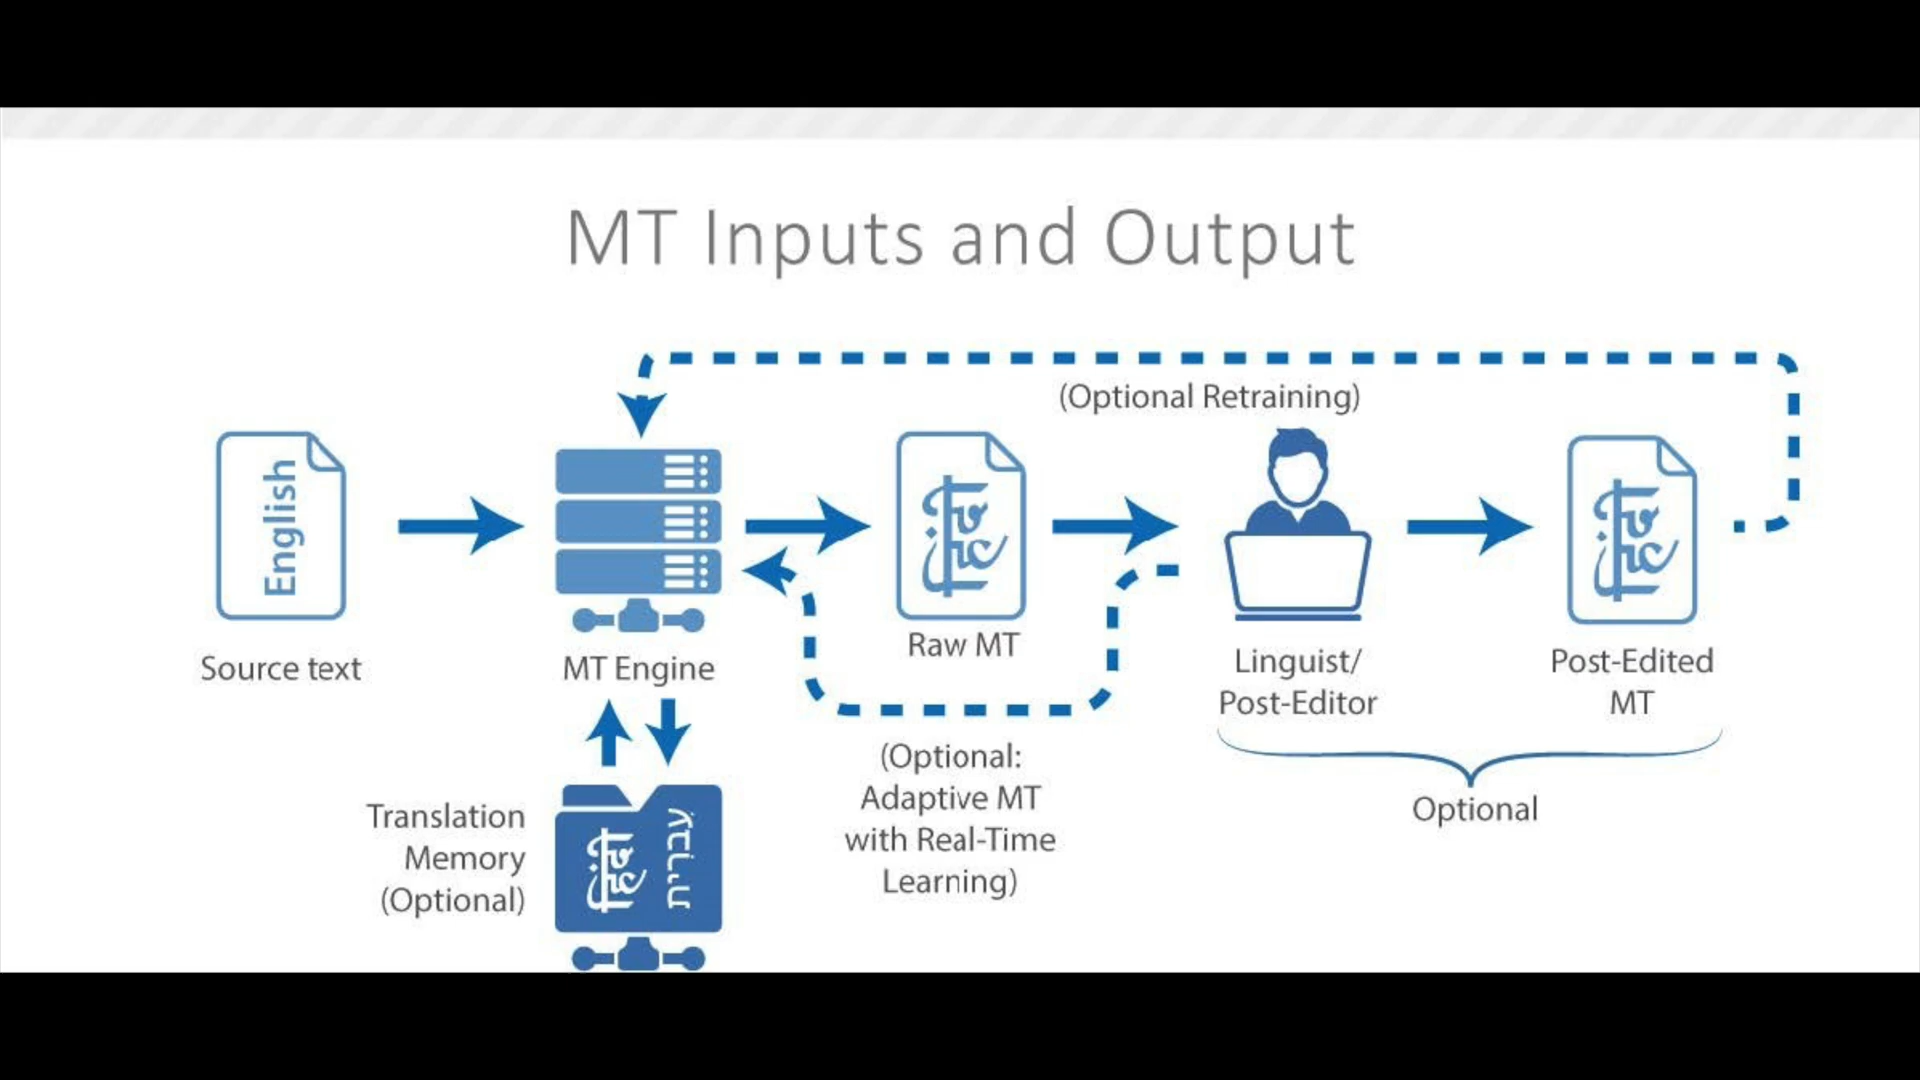 MT Inputs and Output
(Optional Retraining)
English
हिंदी
हिंदी
Source text
MT Engine
Raw MT
Linguist/
Post-Editor
Post-Edited
MT
(Optional:
Adaptive MT
with Real-Time
Learning)
Optional
Translation
Memory
(Optional)
हिंदी
עברית